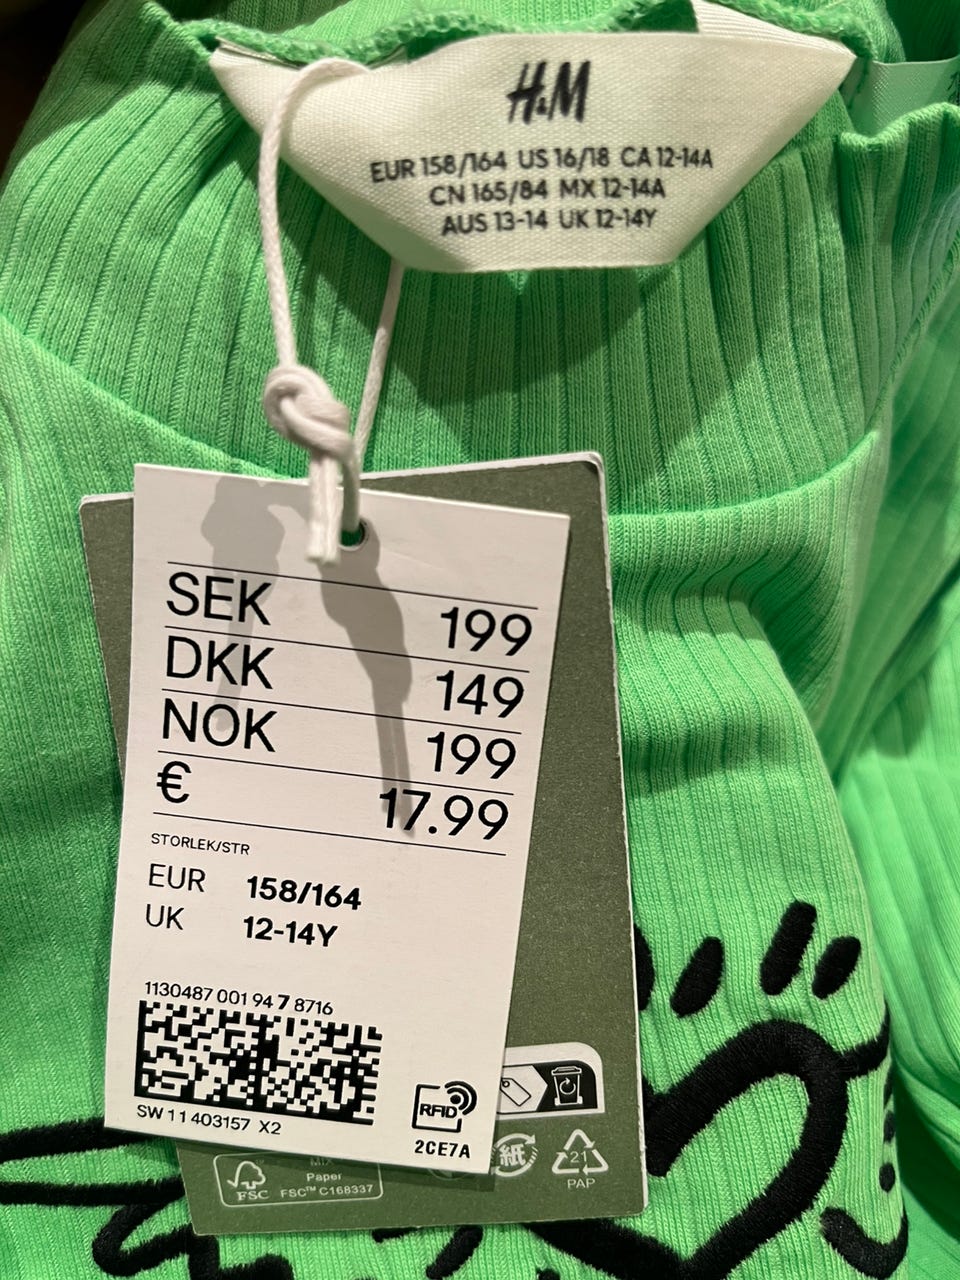 H&M
EUR 158/164 US 16/18 CA 12-14A
CN 165/84 MX 12-14A
AUS 13-14 UK 12-14Y
SEK 199
DKK 149
NOK 199
€ 17.99
STORLEK/STR
EUR 158/164
UK 12-14Y
1130487 001 94 7 8716
SW 11 403157 X2
RFID
2CE7A
FSC
MIX
Paper
FSC™ C168337
紙
21
PAP